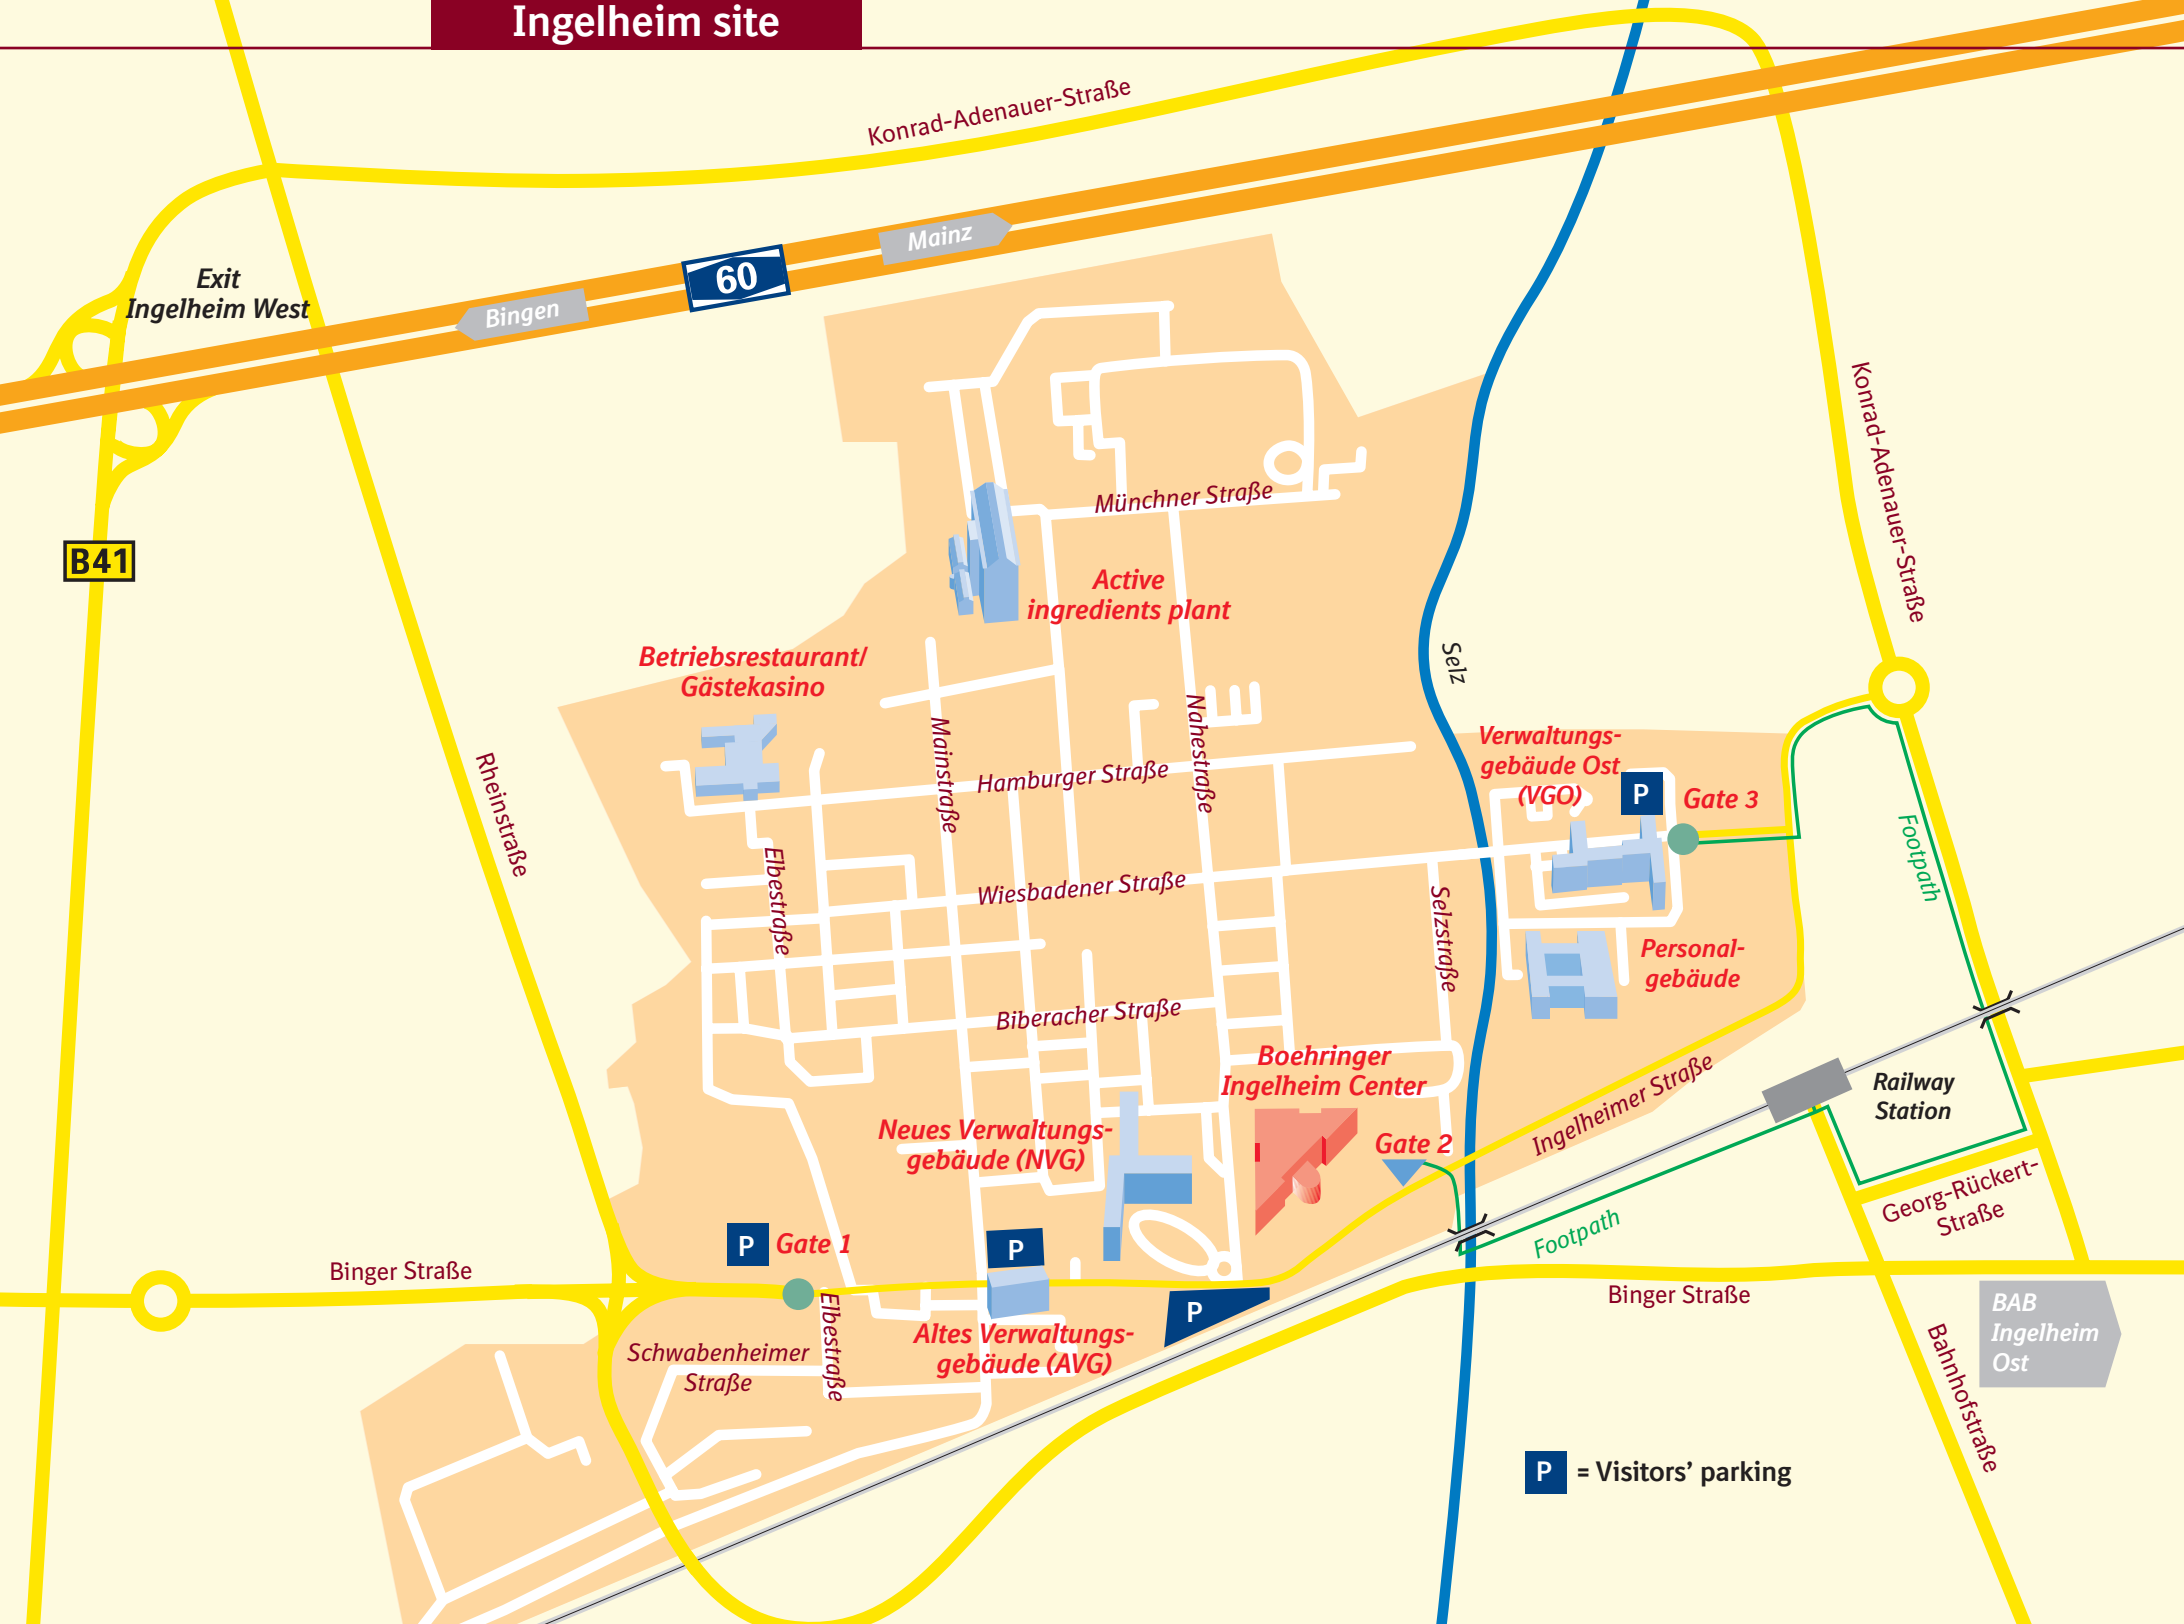 Ingelheim site
Konrad-Adenauer-Straße
Mainz
60
Exit
Ingelheim West
Bingen
Konrad-Adenauer-Straße
Münchner Straße
B41
Active
ingredients plant
Betriebsrestaurant/
Gästekasino
Selz
Mainstraße
Nahestraße
Verwaltungs-
gebäude Ost
(VGO)
P
Gate 3
Hamburger Straße
Rheinstraße
Footpath
Elbestraße
Wiesbadener Straße
Selzstraße
Personal-
gebäude
Biberacher Straße
Boehringer
Ingelheim Center
Ingelheimer Straße
Railway
Station
Neues Verwaltungs-
gebäude (NVG)
Gate 2
Georg-Rückert-
Straße
Footpath
P
Gate 1
P
Binger Straße
Binger Straße
P
Elbestraße
BAB
Ingelheim
Ost
Altes Verwaltungs-
gebäude (AVG)
Schwabenheimer
Straße
Bahnhofstraße
P
= Visitors’ parking